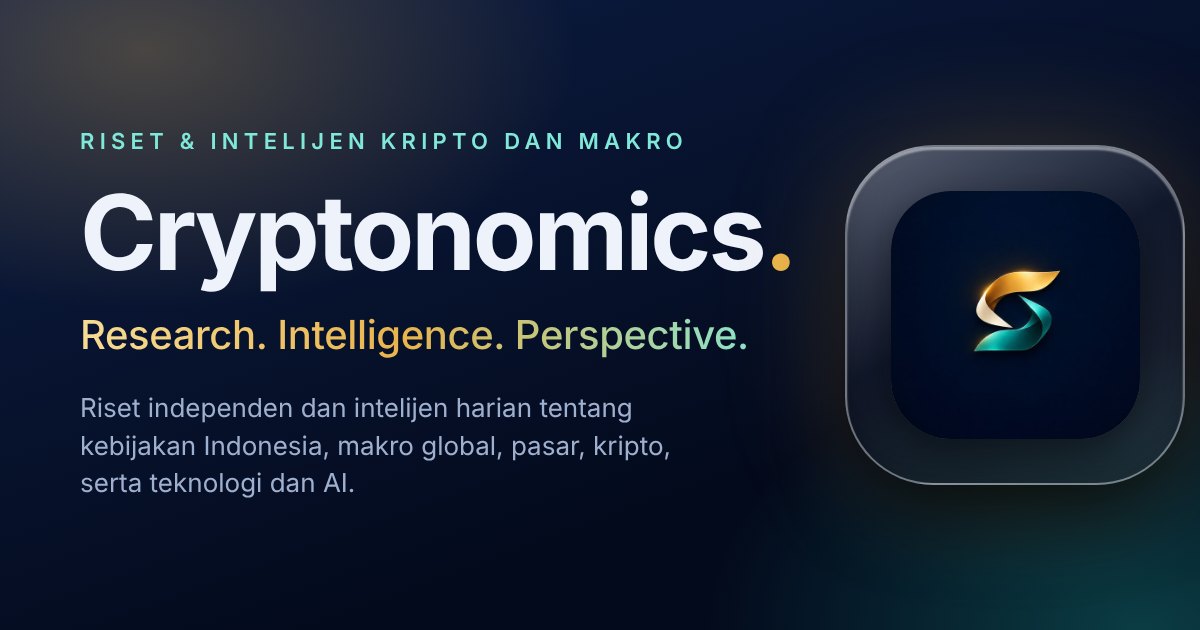 RISET & INTELIJEN KRIPTO DAN MAKRO
Cryptonomics.
Research. Intelligence. Perspective.
Riset independen dan intelijen harian tentang
kebijakan Indonesia, makro global, pasar, kripto,
serta teknologi dan AI.